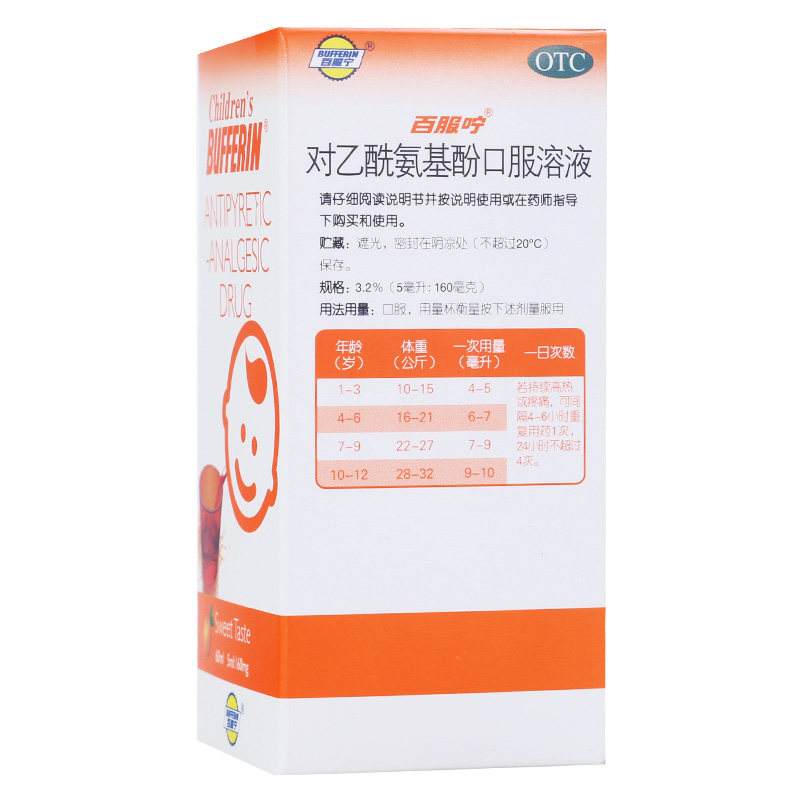 BUFFERIN®
百服宁
OTC
Children's
BUFFERIN®
ANTIPYRETIC
-ANALGESIC
DRUG
Sweet Taste
60ml 5ml:160mg
BUFFERIN®
百服宁
百服咛®
对乙酰氨基酚口服溶液
请仔细阅读说明书并按说明使用或在药师指导
下购买和使用。
贮藏：遮光，密封在阴凉处（不超过20°C）
保存。
规格：3.2%（5毫升：160毫克）
用法用量：口服，用量杯衡量按下述剂量服用
年龄（岁） 体重（公斤） 一次用量（毫升） 一日次数
1-3 10-15 4-5
4-6 16-21 6-7
7-9 22-27 7-9
10-12 28-32 9-10
若持续高热
或疼痛，可间
隔4-6小时重
复用药1次，
24小时不超过
4次。